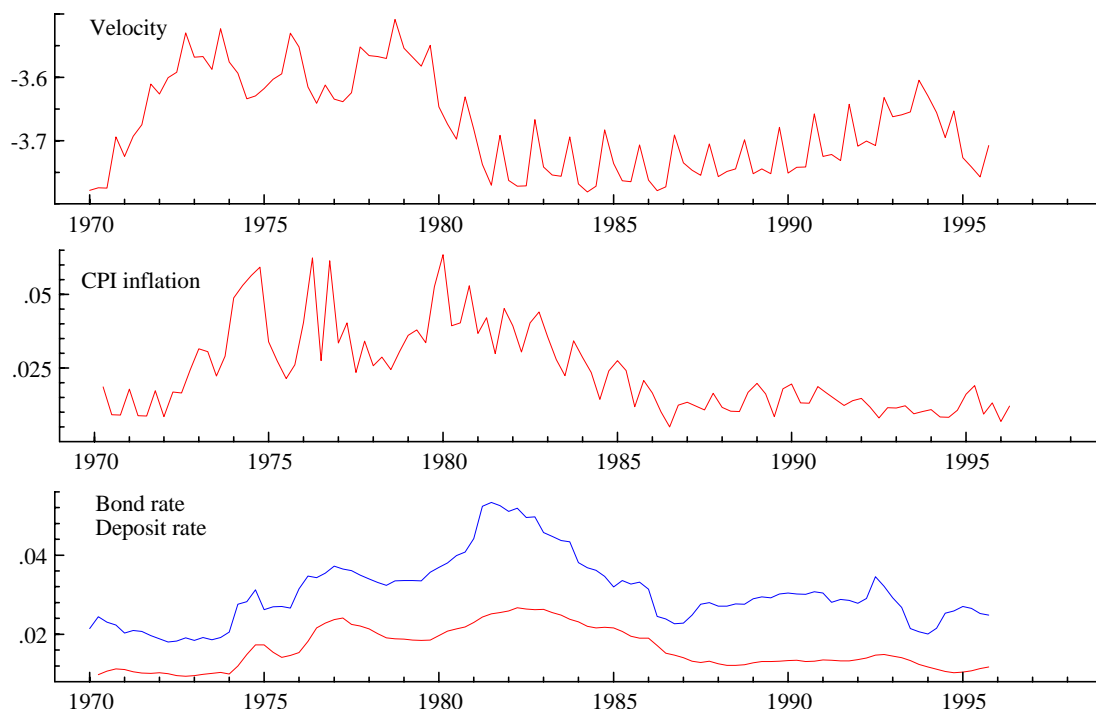 Velocity
-3.6
-3.7
1970 1975 1980 1985 1990 1995
CPI inflation
.05
.025
1970 1975 1980 1985 1990 1995
Bond rate
Deposit rate
.04
.02
1970 1975 1980 1985 1990 1995